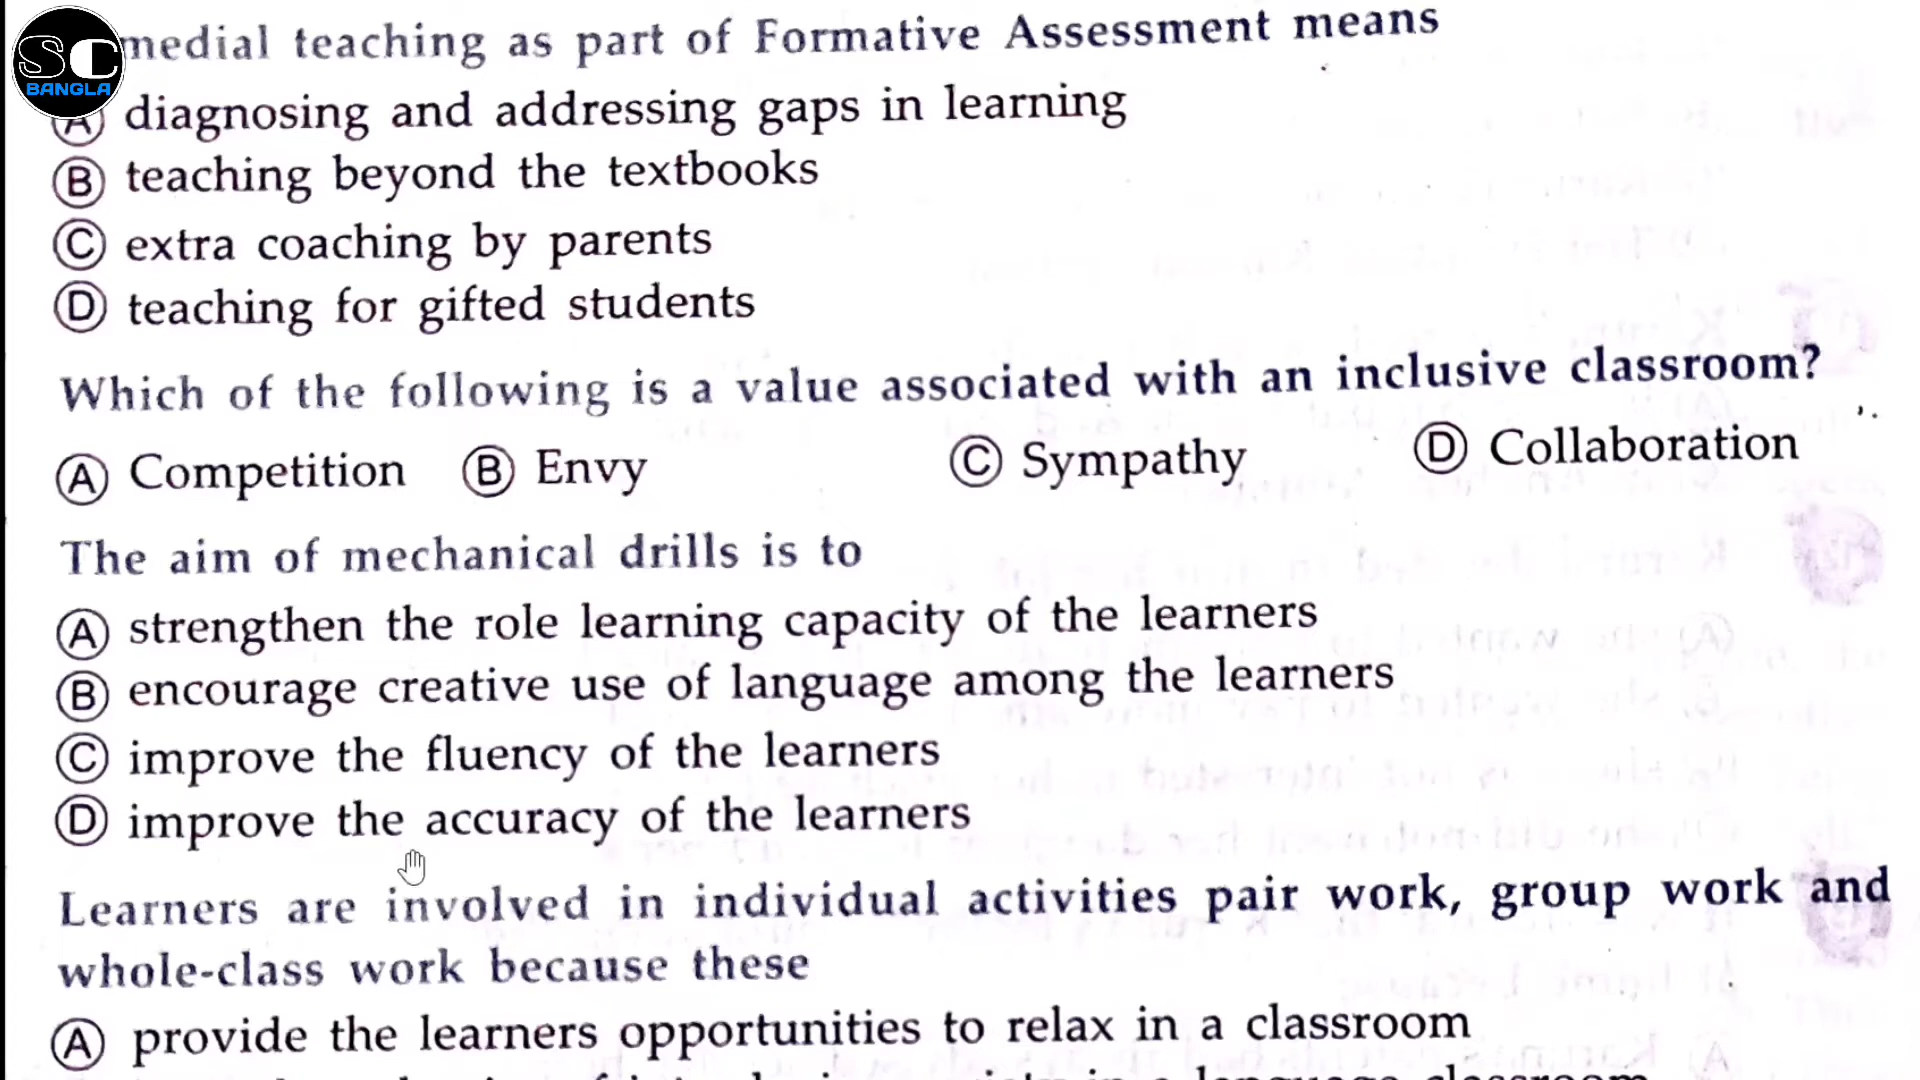 SC
BANGLA
medial teaching as part of Formative Assessment means
A diagnosing and addressing gaps in learning
B teaching beyond the textbooks
C extra coaching by parents
D teaching for gifted students
Which of the following is a value associated with an inclusive classroom?
A Competition B Envy C Sympathy D Collaboration
The aim of mechanical drills is to
A strengthen the role learning capacity of the learners
B encourage creative use of language among the learners
C improve the fluency of the learners
D improve the accuracy of the learners
Learners are involved in individual activities pair work, group work and
whole-class work because these
A provide the learners opportunities to relax in a classroom